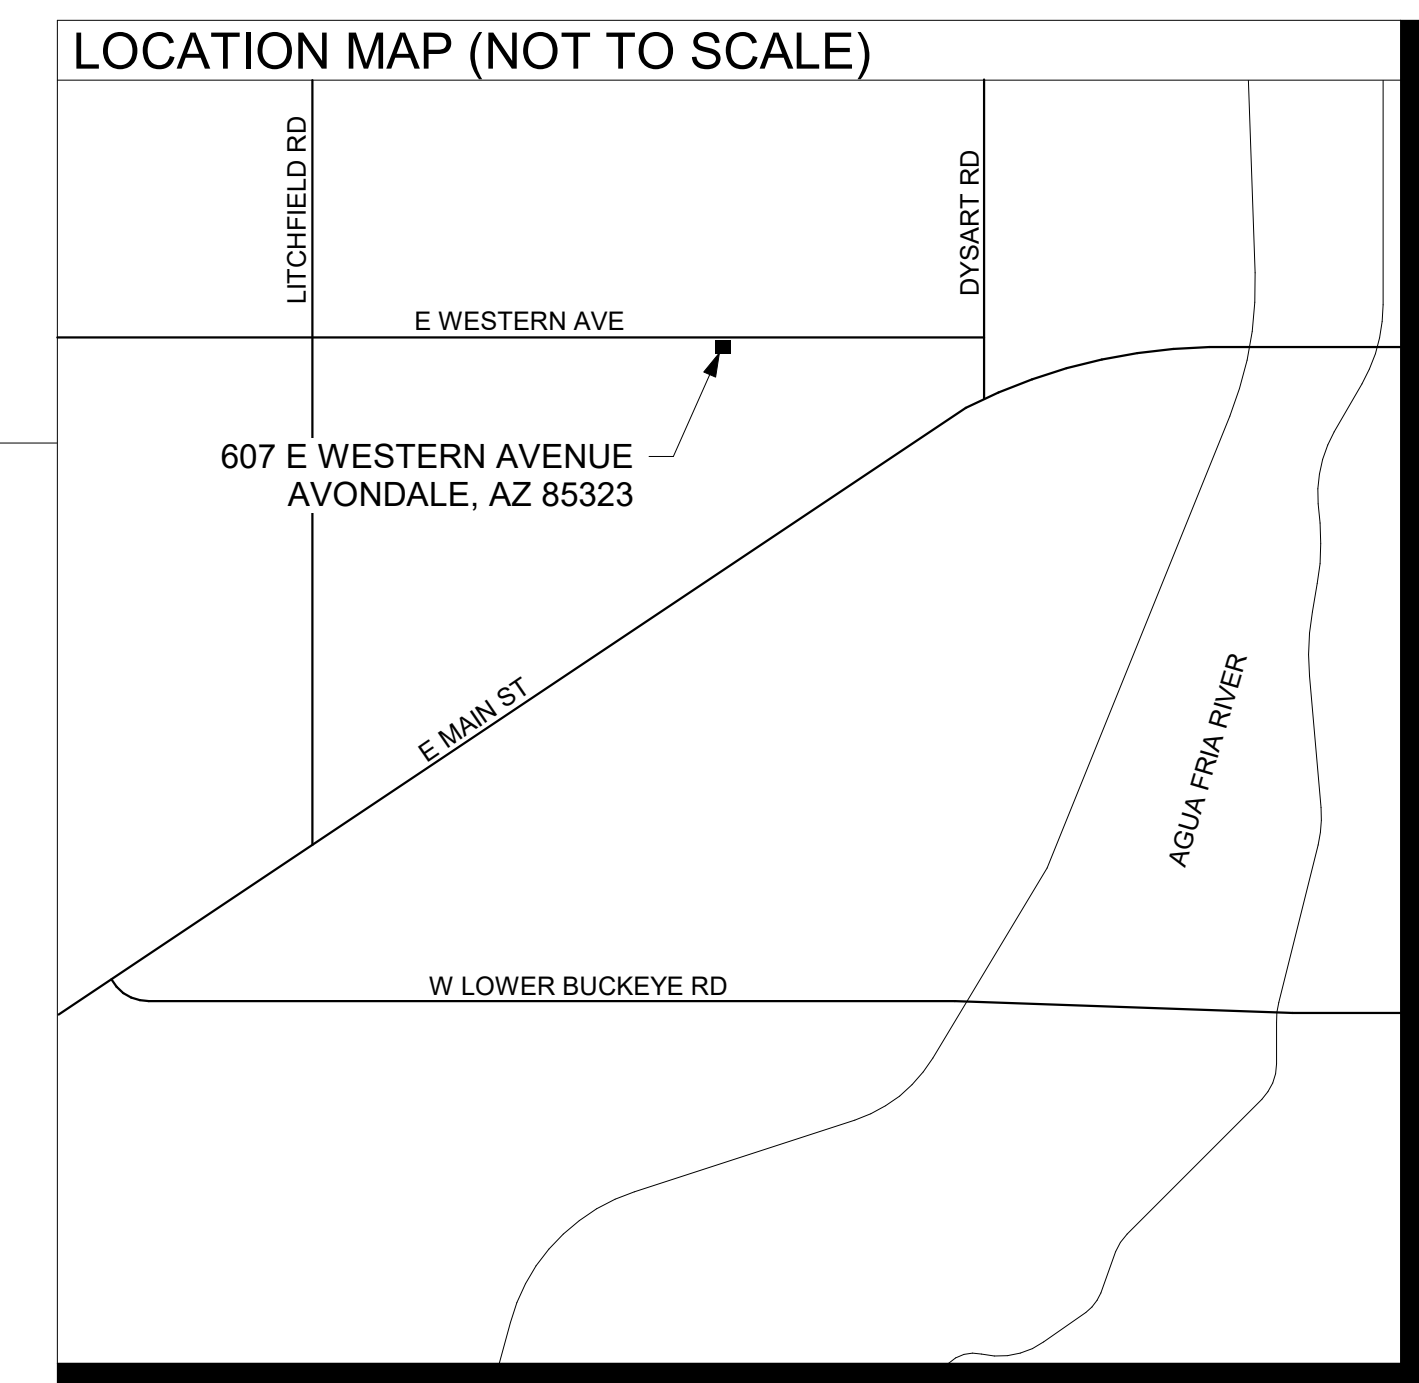 LOCATION MAP (NOT TO SCALE)
LITCHFIELD RD
DYSART RD
E WESTERN AVE
607 E WESTERN AVENUE
AVONDALE, AZ 85323
E MAIN ST
AGUA FRIA RIVER
W LOWER BUCKEYE RD